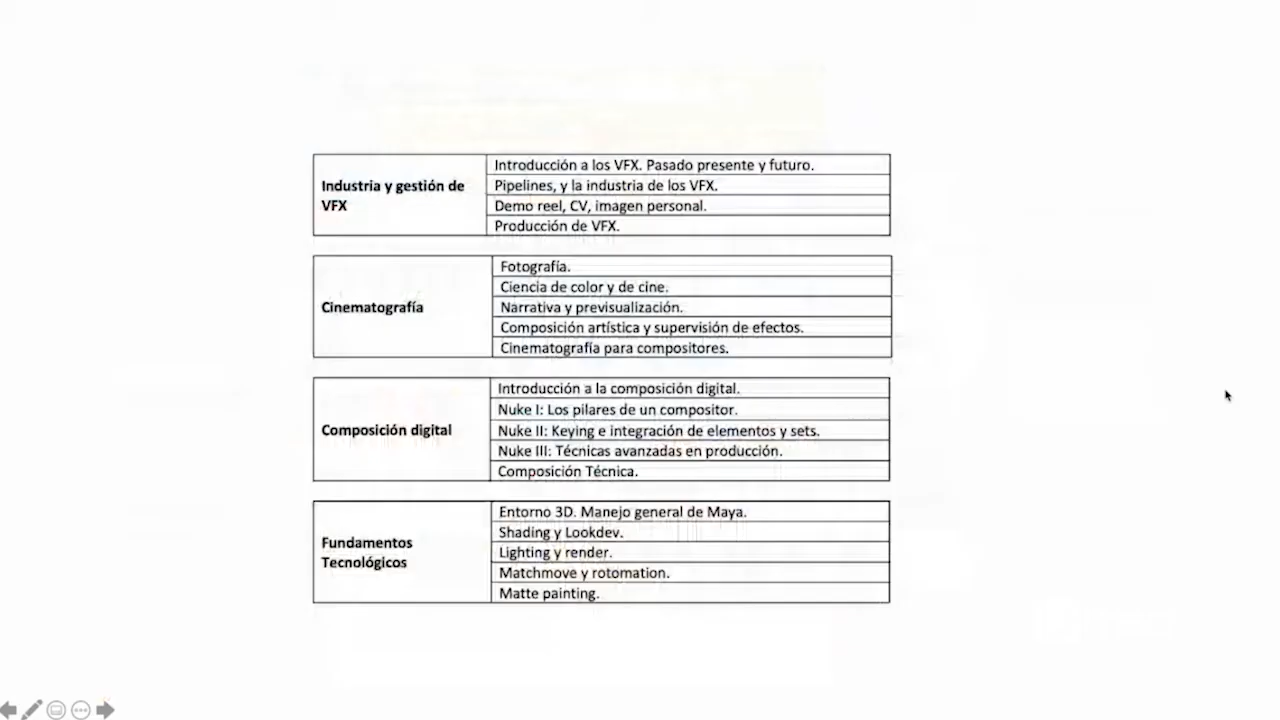 Industria y gestión de
VFX
Introducción a los VFX. Pasado presente y futuro.
Pipelines, y la industria de los VFX.
Demo reel, CV, imagen personal.
Producción de VFX.
Cinematografía
Fotografía.
Ciencia de color y de cine.
Narrativa y previsualización.
Composición artística y supervisión de efectos.
Cinematografía para compositores.
Composición digital
Introducción a la composición digital.
Nuke I: Los pilares de un compositor.
Nuke II: Keying e integración de elementos y sets.
Nuke III: Técnicas avanzadas en producción.
Composición Técnica.
Fundamentos
Tecnológicos
Entorno 3D. Manejo general de Maya.
Shading y Lookdev.
Lighting y render.
Matchmove y rotomation.
Matte painting.